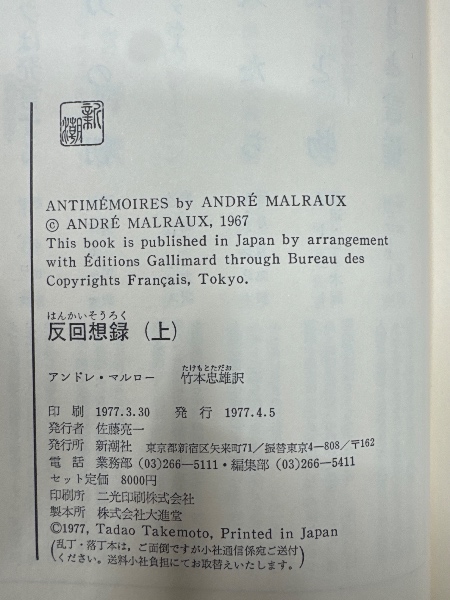 新潮
ANTIMÉMOIRES by ANDRÉ MALRAUX
© ANDRÉ MALRAUX, 1967
This book is published in Japan by arrangement
with Éditions Gallimard through Bureau des
Copyrights Français, Tokyo.
はんかいそうろく
反回想録（上）
たけもとただお
アンドレ・マルロー　竹本忠雄訳
印　刷　1977.3.30　発　行　1977.4.5
発行者　佐藤亮一
発行所　新潮社　東京都新宿区矢来町71／振替東京4—808／〒162
電　話　業務部（03）266—5111・編集部（03）266—5411
セット定価　8000円
印刷所　二光印刷株式会社
製本所　株式会社大進堂
©1977, Tadao Takemoto, Printed in Japan
（乱丁・落丁本は、ご面倒ですが小社通信係宛ご送付
ください。送料小社負担にてお取替えいたします。）